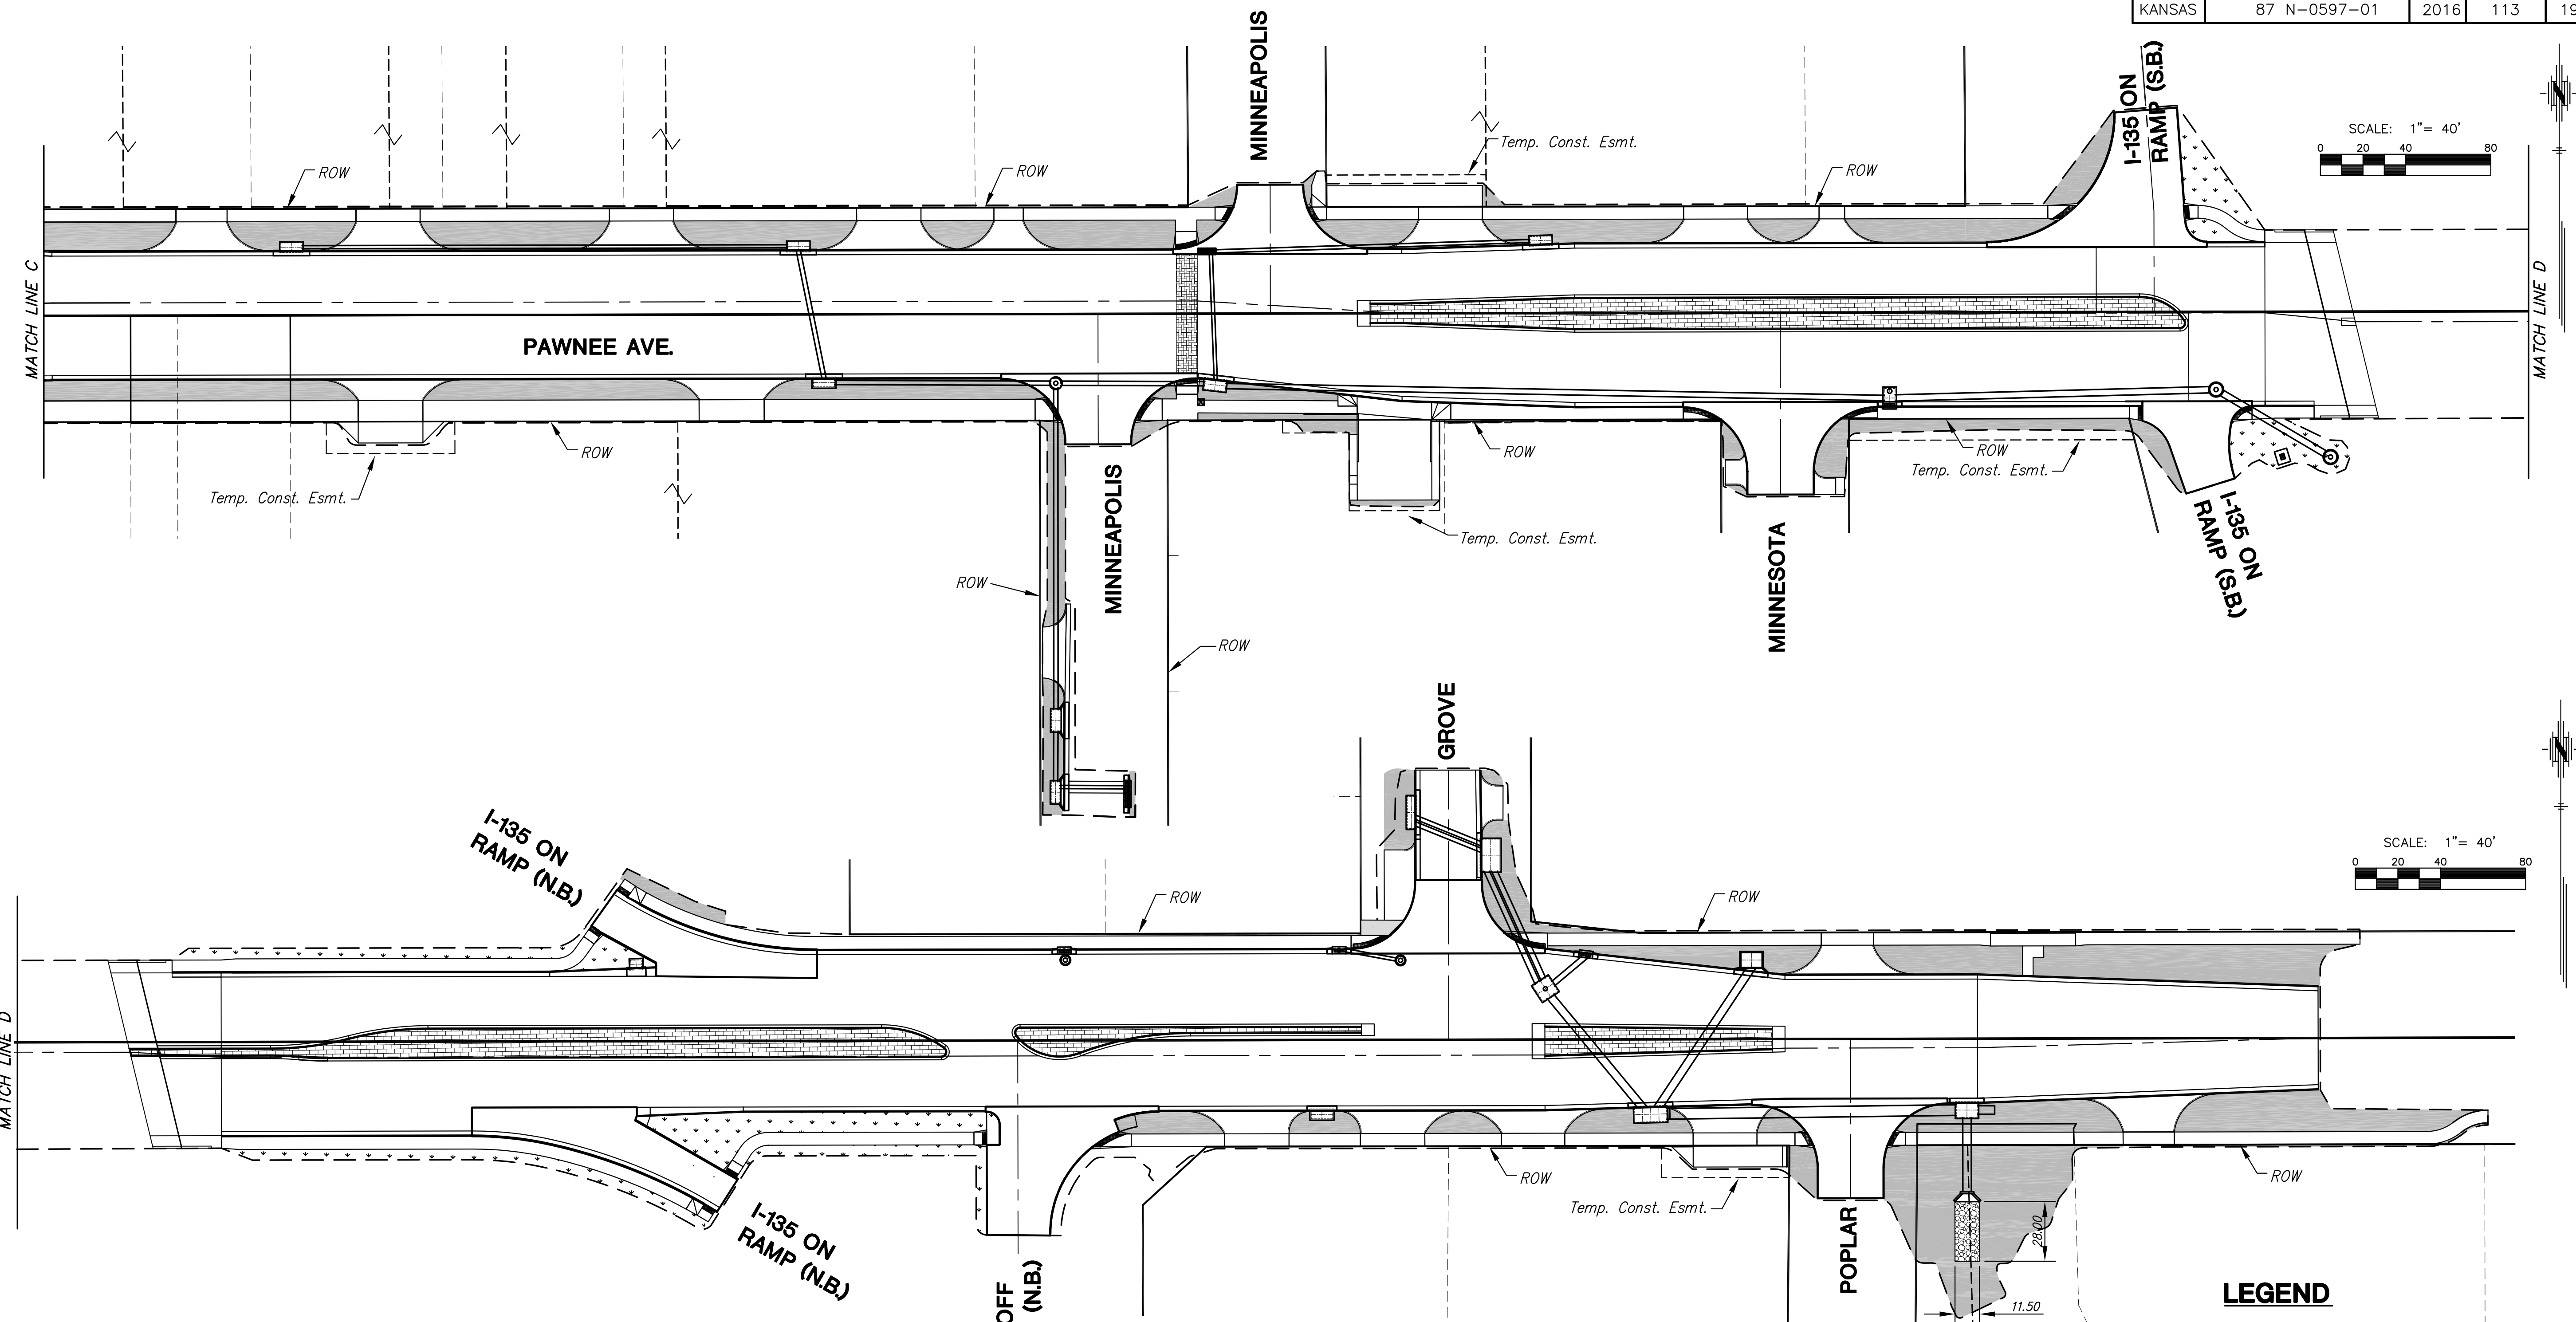 KANSAS 87 N-0597-01 2016 113 19
MINNEAPOLIS
I-135 ON
RAMP (S.B.)
SCALE: 1"= 40'
0 20 40 80
Temp. Const. Esmt.
ROW
ROW
ROW
MATCH LINE C
MATCH LINE D
PAWNEE AVE.
ROW
ROW
ROW
Temp. Const. Esmt.
Temp. Const. Esmt.
Temp. Const. Esmt.
MINNEAPOLIS
MINNESOTA
I-135 ON
RAMP (S.B.)
ROW
ROW
GROVE
I-135 ON
RAMP (N.B.)
SCALE: 1"= 40'
0 20 40 80
ROW
ROW
MATCH LINE D
ROW
ROW
Temp. Const. Esmt.
I-135 ON
RAMP (N.B.)
OFF
(N.B.)
POPLAR
28.00
11.50
LEGEND